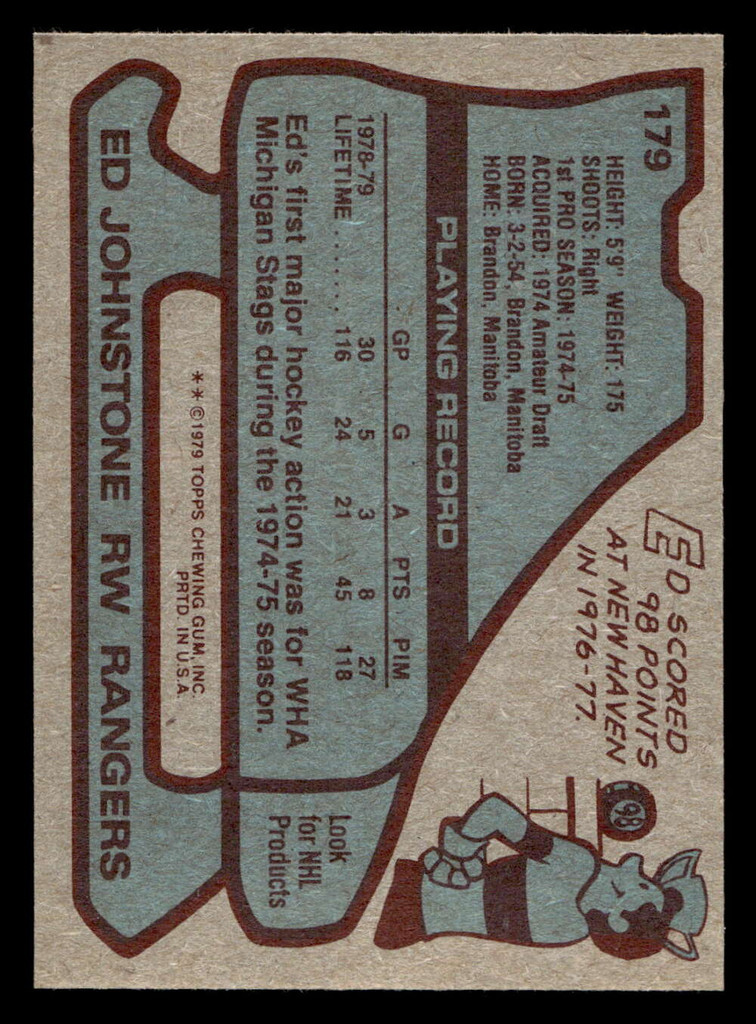 179
HEIGHT: 5'9" WEIGHT: 175
SHOOTS: Right
1st PRO SEASON: 1974-75
ACQUIRED: 1974 Amateur Draft
BORN: 3-2-54, Brandon, Manitoba
HOME: Brandon, Manitoba
ED SCORED
98 POINTS
AT NEW HAVEN
IN 1976-77.
98
PLAYING RECORD
GP G A PTS PIM
1978-79 30 5 3 8 27
LIFETIME ....... 116 24 21 45 118
Ed's first major hockey action was for WHA
Michigan Stags during the 1974-75 season.
Look
for NHL
Products
**©1979 TOPPS CHEWING GUM, INC.
PRTD. IN U.S.A.
ED JOHNSTONE RW RANGERS